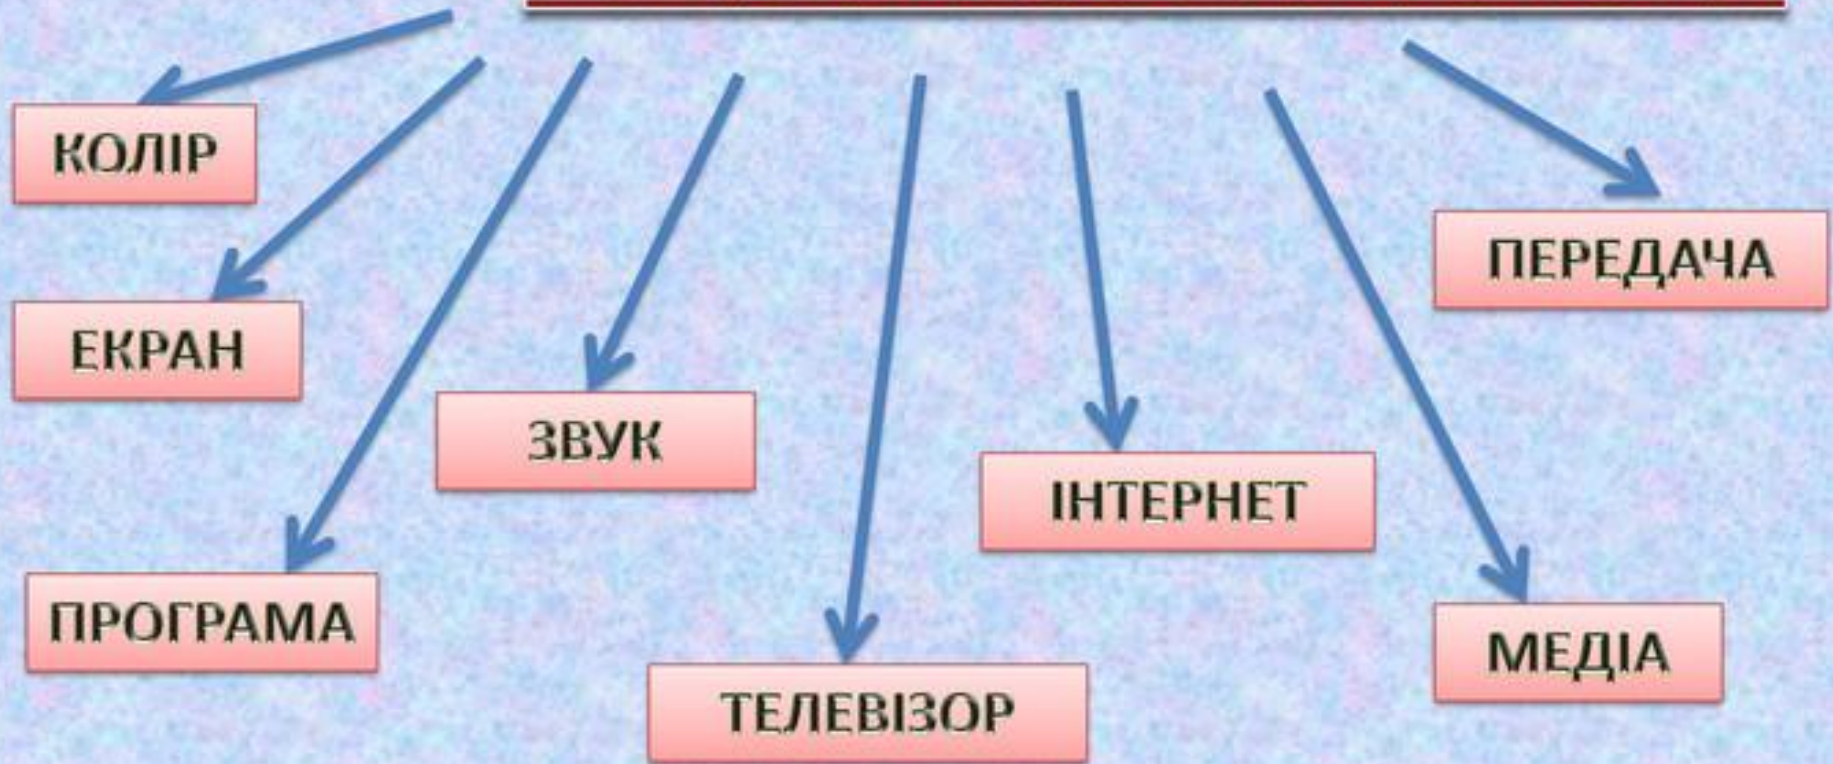 КОЛІР
ПЕРЕДАЧА
ЕКРАН
ЗВУК
ІНТЕРНЕТ
ПРОГРАМА
МЕДІА
ТЕЛЕВІЗОР